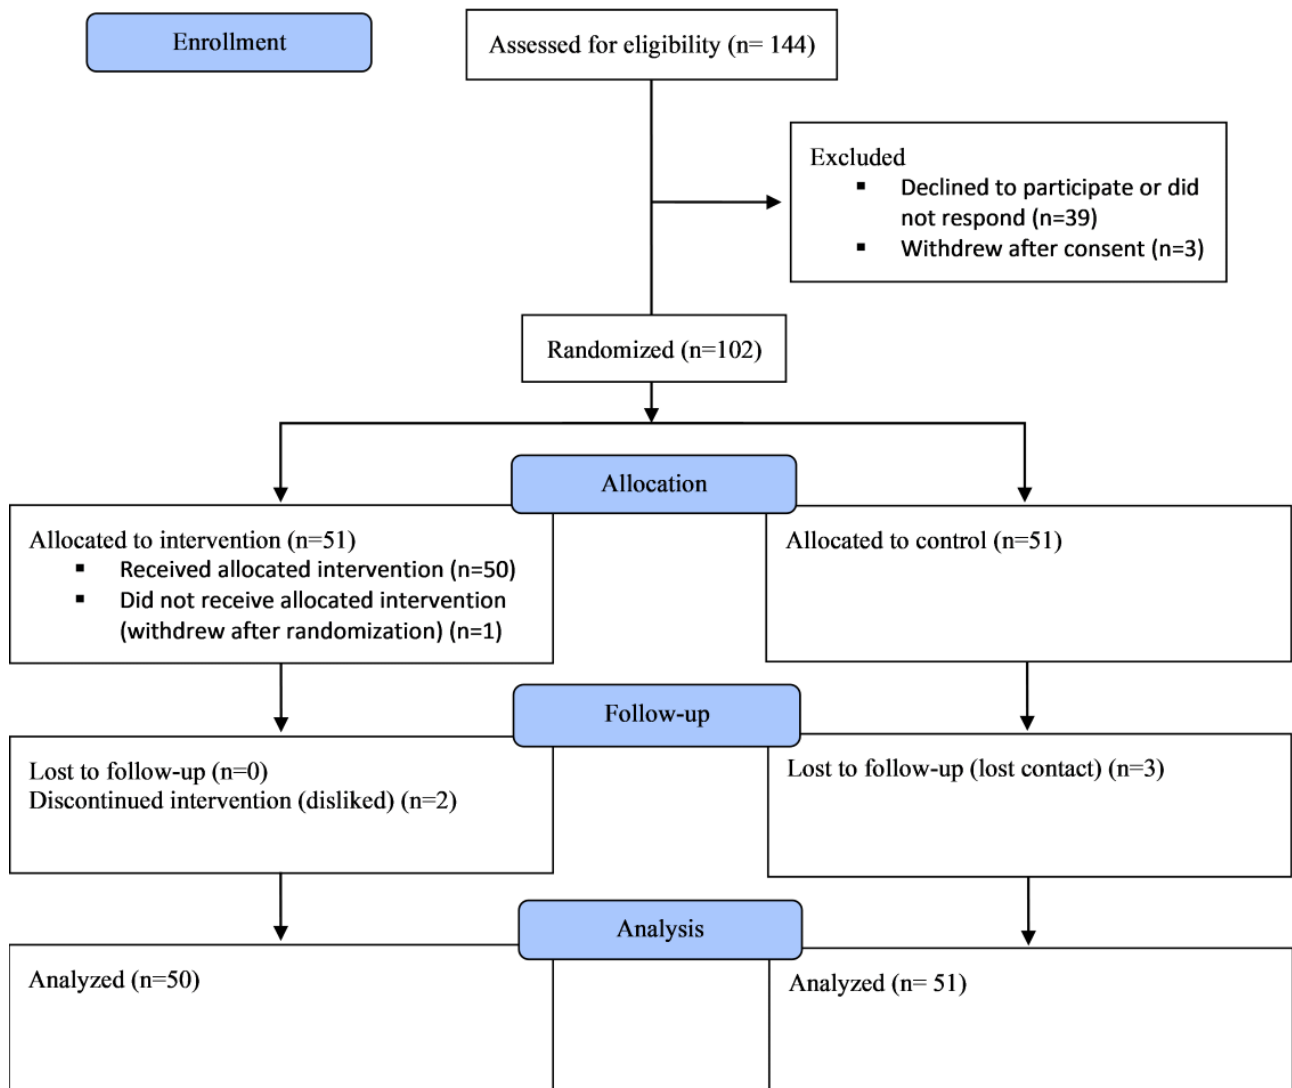 Enrollment
Assessed for eligibility (n= 144)
Excluded
▪ Declined to participate or did
not respond (n=39)
▪ Withdrew after consent (n=3)
Randomized (n=102)
Allocation
Allocated to intervention (n=51)
▪ Received allocated intervention (n=50)
▪ Did not receive allocated intervention
(withdrew after randomization) (n=1)
Allocated to control (n=51)
Follow-up
Lost to follow-up (n=0)
Discontinued intervention (disliked) (n=2)
Lost to follow-up (lost contact) (n=3)
Analysis
Analyzed (n=50)
Analyzed (n= 51)